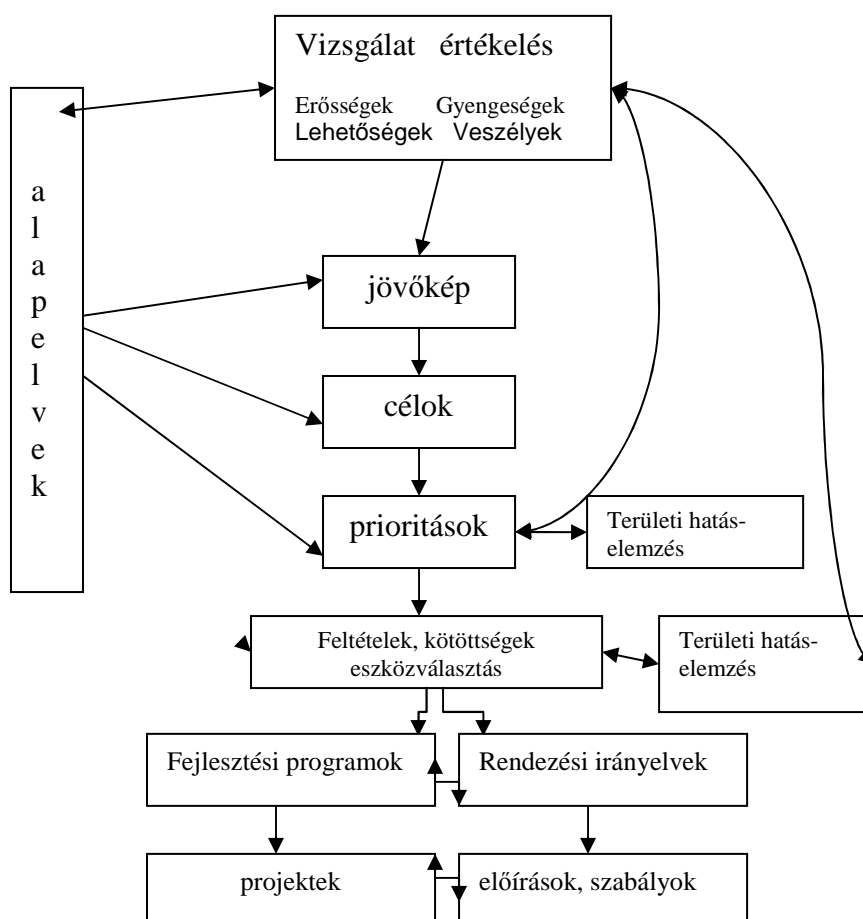 Vizsgálat értékelés
Erősségek Gyengeségek
Lehetőségek Veszélyek
a
l
a
p
e
l
v
e
k
jövőkép
célok
prioritások
Területi hatás-
elemzés
Feltételek, kötöttségek
eszközválasztás
Területi hatás-
elemzés
Fejlesztési programok
Rendezési irányelvek
projektek
előírások, szabályok